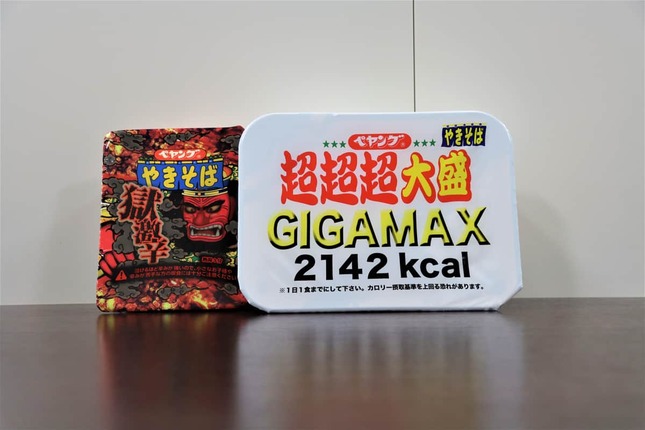 ペヤング
やきそば
獄激辛
ペヤング
やきそば
超超超大盛
GIGAMAX
2142 kcal
※1日1食までにして下さい。カロリー摂取基準を上回る恐れがあります。